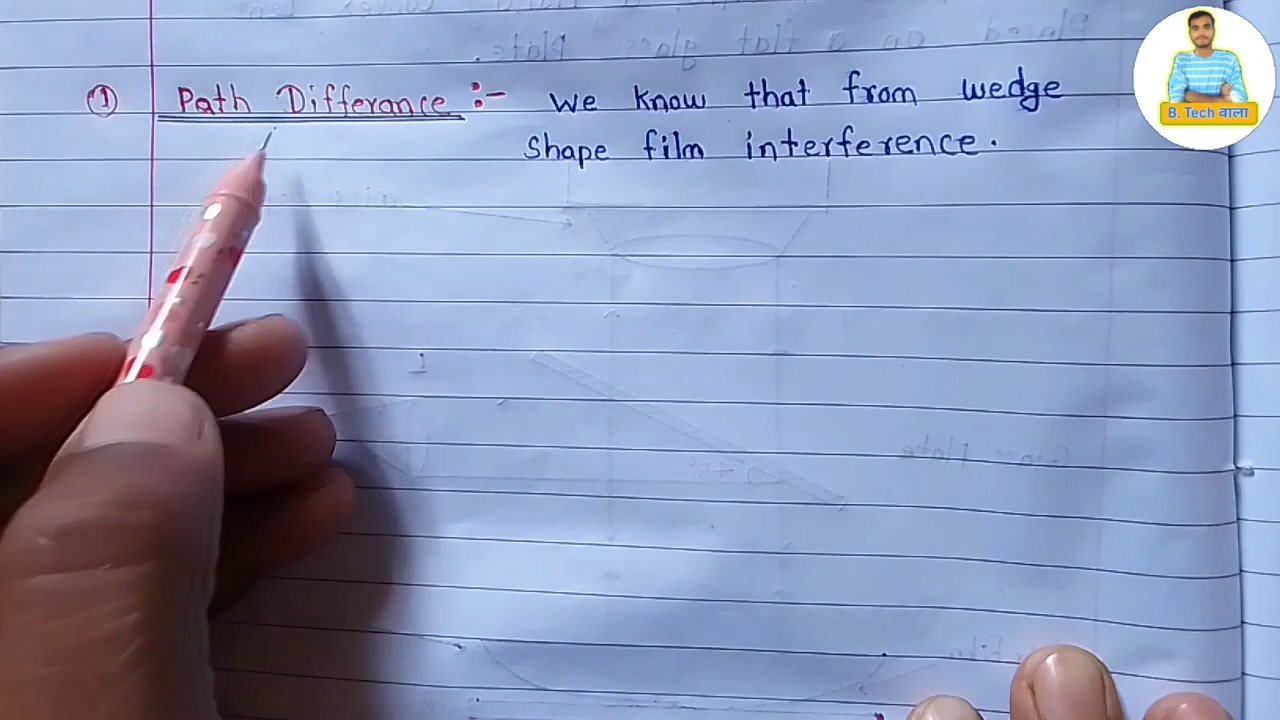 ① Path Differance :- We know that from wedge
Shape film interference.
B. Tech वाला